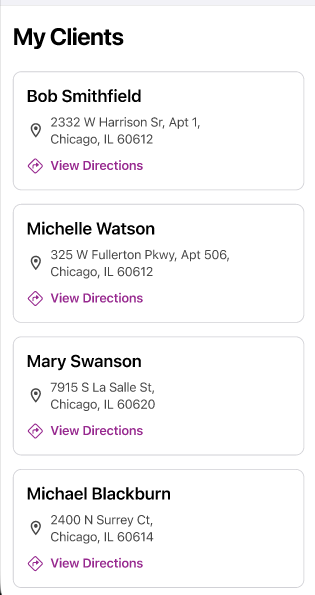 My Clients
Bob Smithfield
2332 W Harrison Sr, Apt 1,
Chicago, IL 60612
View Directions
Michelle Watson
325 W Fullerton Pkwy, Apt 506,
Chicago, IL 60612
View Directions
Mary Swanson
7915 S La Salle St,
Chicago, IL 60620
View Directions
Michael Blackburn
2400 N Surrey Ct,
Chicago, IL 60614
View Directions